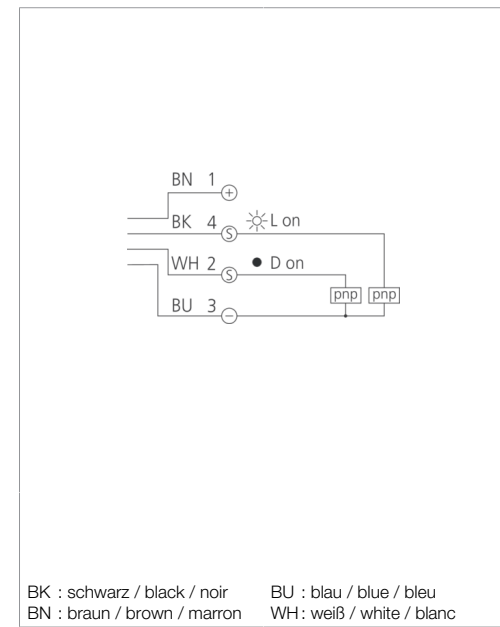 BN 1 +
BK 4 S L on
WH 2 S D on
pnp pnp
BU 3 −
BK : schwarz / black / noir BU : blau / blue / bleu
BN : braun / brown / marron WH : weiß / white / blanc